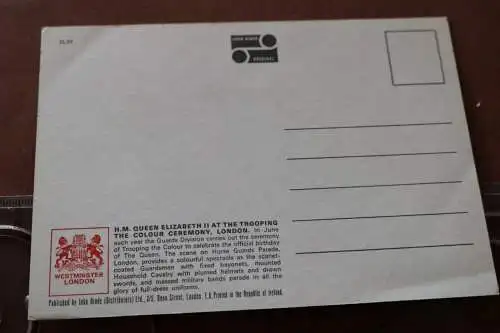 JOHN HINDE
ORIGINAL
H.M. QUEEN ELIZABETH II AT THE TROOPING
THE COLOUR CEREMONY, LONDON. In June
each year the Guards Division carries out the ceremony
of Trooping the Colour to celebrate the official birthday
of The Queen. The scene on Horse Guards Parade,
London, provides a colourful spectacle as the scarlet-
coated Guardsmen with fixed bayonets, mounted
Household Cavalry with plumed helmets and drawn
swords, and massed military bands parade in all the
glory of full-dress uniforms.
WESTMINSTER
LONDON
Published by John Hinde (Distributors) Ltd., Dean Street, London. Printed in the Republic of Ireland.